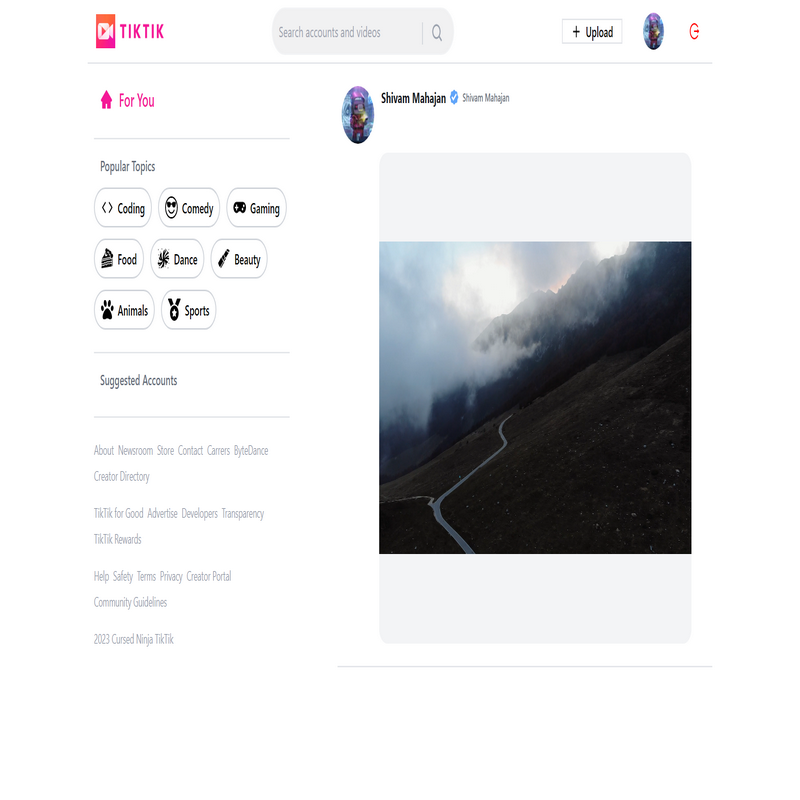 TIKTIK
Search accounts and videos
+ Upload
For You
Shivam Mahajan Shivam Mahajan
Popular Topics
Coding Comedy Gaming
Food Dance Beauty
Animals Sports
Suggested Accounts
About Newsroom Store Contact Carrers ByteDance
Creator Directory
TikTik for Good Advertise Developers Transparency
TikTik Rewards
Help Safety Terms Privacy Creator Portal
Community Guidelines
2023 Cursed Ninja TikTik